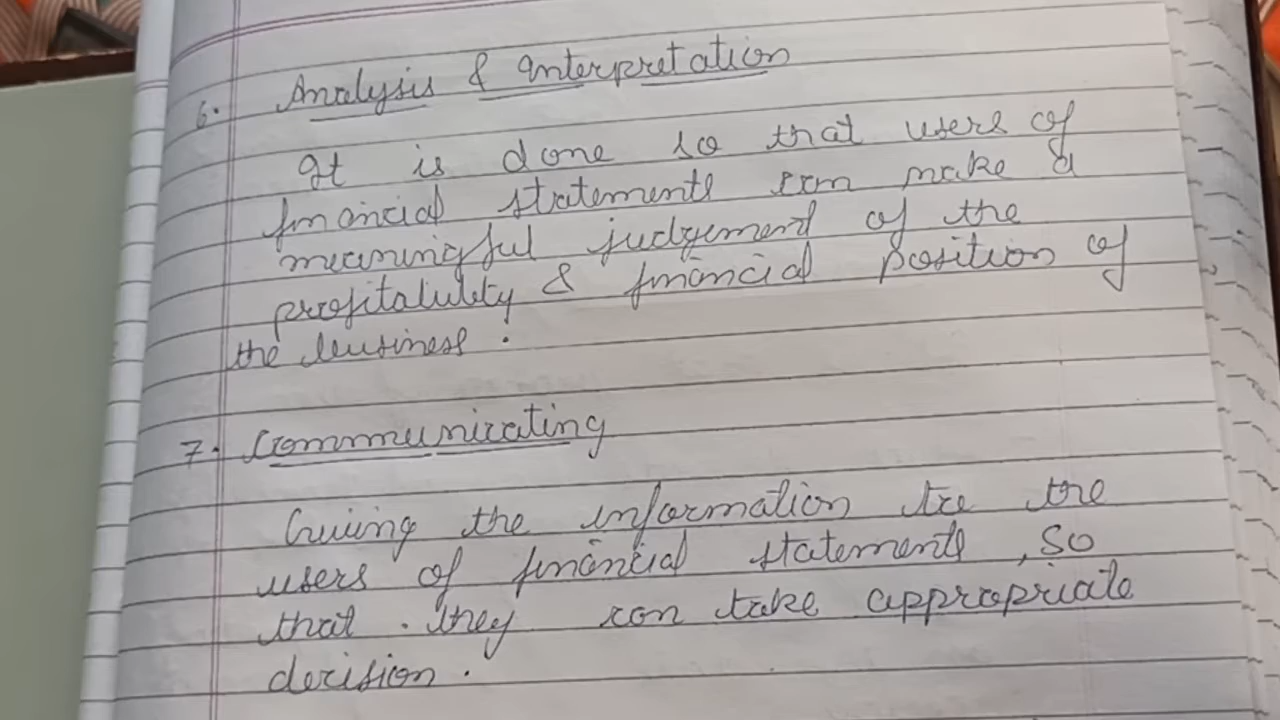 6. Analysis & Interpretation
It is done so that users of
financial statements can make a
meaningful judgement of the
profitability & financial position of
the business.
7. Communicating
Giving the information to the
users of financial statements, so
that they can take appropriate
decision.